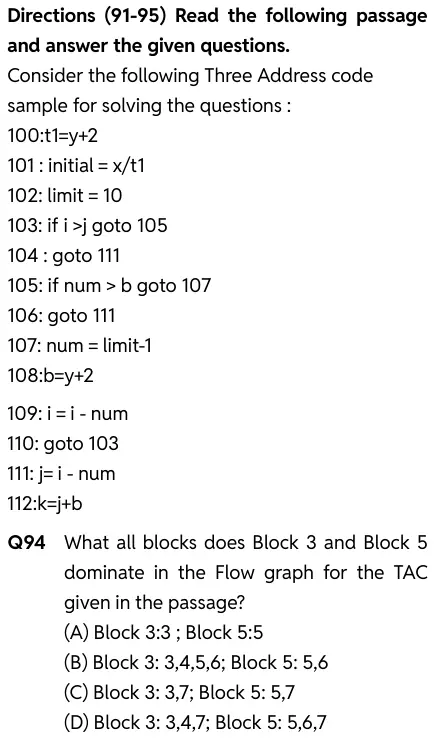 Directions (91-95) Read the following passage
and answer the given questions.
Consider the following Three Address code
sample for solving the questions :
100:t1=y+2
101 : initial = x/t1
102: limit = 10
103: if i >j goto 105
104 : goto 111
105: if num > b goto 107
106: goto 111
107: num = limit-1
108:b=y+2
109: i = i - num
110: goto 103
111: j= i - num
112:k=j+b
Q94 What all blocks does Block 3 and Block 5
dominate in the Flow graph for the TAC
given in the passage?
(A) Block 3:3 ; Block 5:5
(B) Block 3: 3,4,5,6; Block 5: 5,6
(C) Block 3: 3,7; Block 5: 5,7
(D) Block 3: 3,4,7; Block 5: 5,6,7